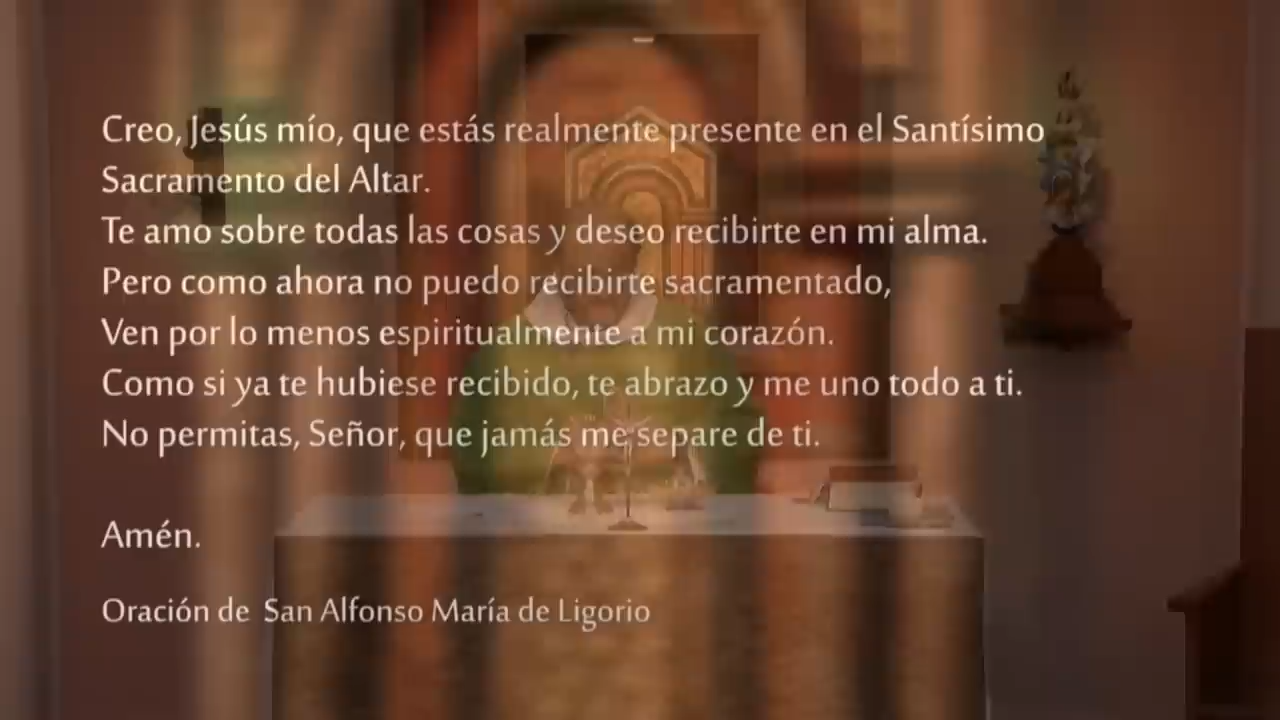 Creo, Jesús mío, que estás realmente presente en el Santísimo
Sacramento del Altar.
Te amo sobre todas las cosas y deseo recibirte en mi alma.
Pero como ahora no puedo recibirte sacramentado,
Ven por lo menos espiritualmente a mi corazón.
Como si ya te hubiese recibido, te abrazo y me uno todo a ti.
No permitas, Señor, que jamás me separe de ti.
Amén.
Oración de San Alfonso María de Ligorio